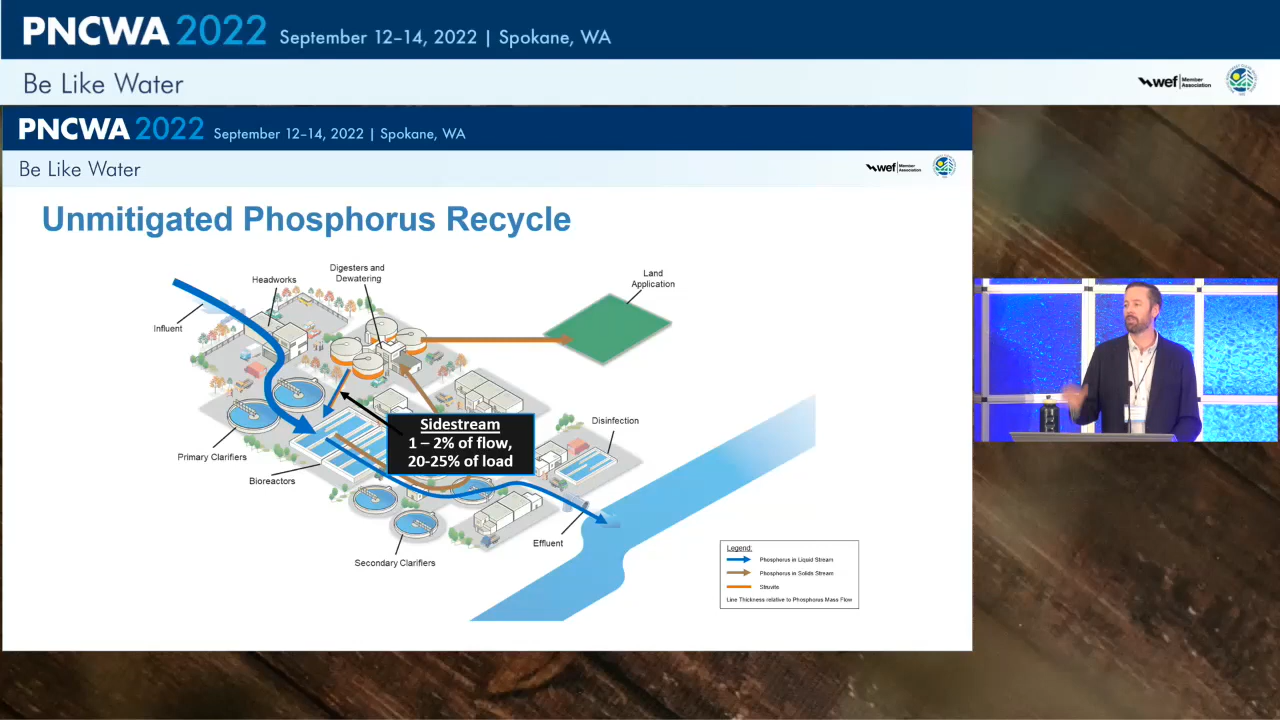 PNCWA 2022 September 12–14, 2022 | Spokane, WA
Be Like Water
wef Member Association
PNCWA 2022 September 12–14, 2022 | Spokane, WA
Be Like Water
wef Member Association
Unmitigated Phosphorus Recycle
Digesters and
Dewatering
Headworks
Land
Application
Influent
Sidestream
1 – 2% of flow,
20-25% of load
Disinfection
Primary Clarifiers
Bioreactors
Effluent
Secondary Clarifiers
Legend:
Phosphorus in Liquid Stream
Phosphorus in Solids Stream
Struvite
Line Thickness relative to Phosphorus Mass Flow